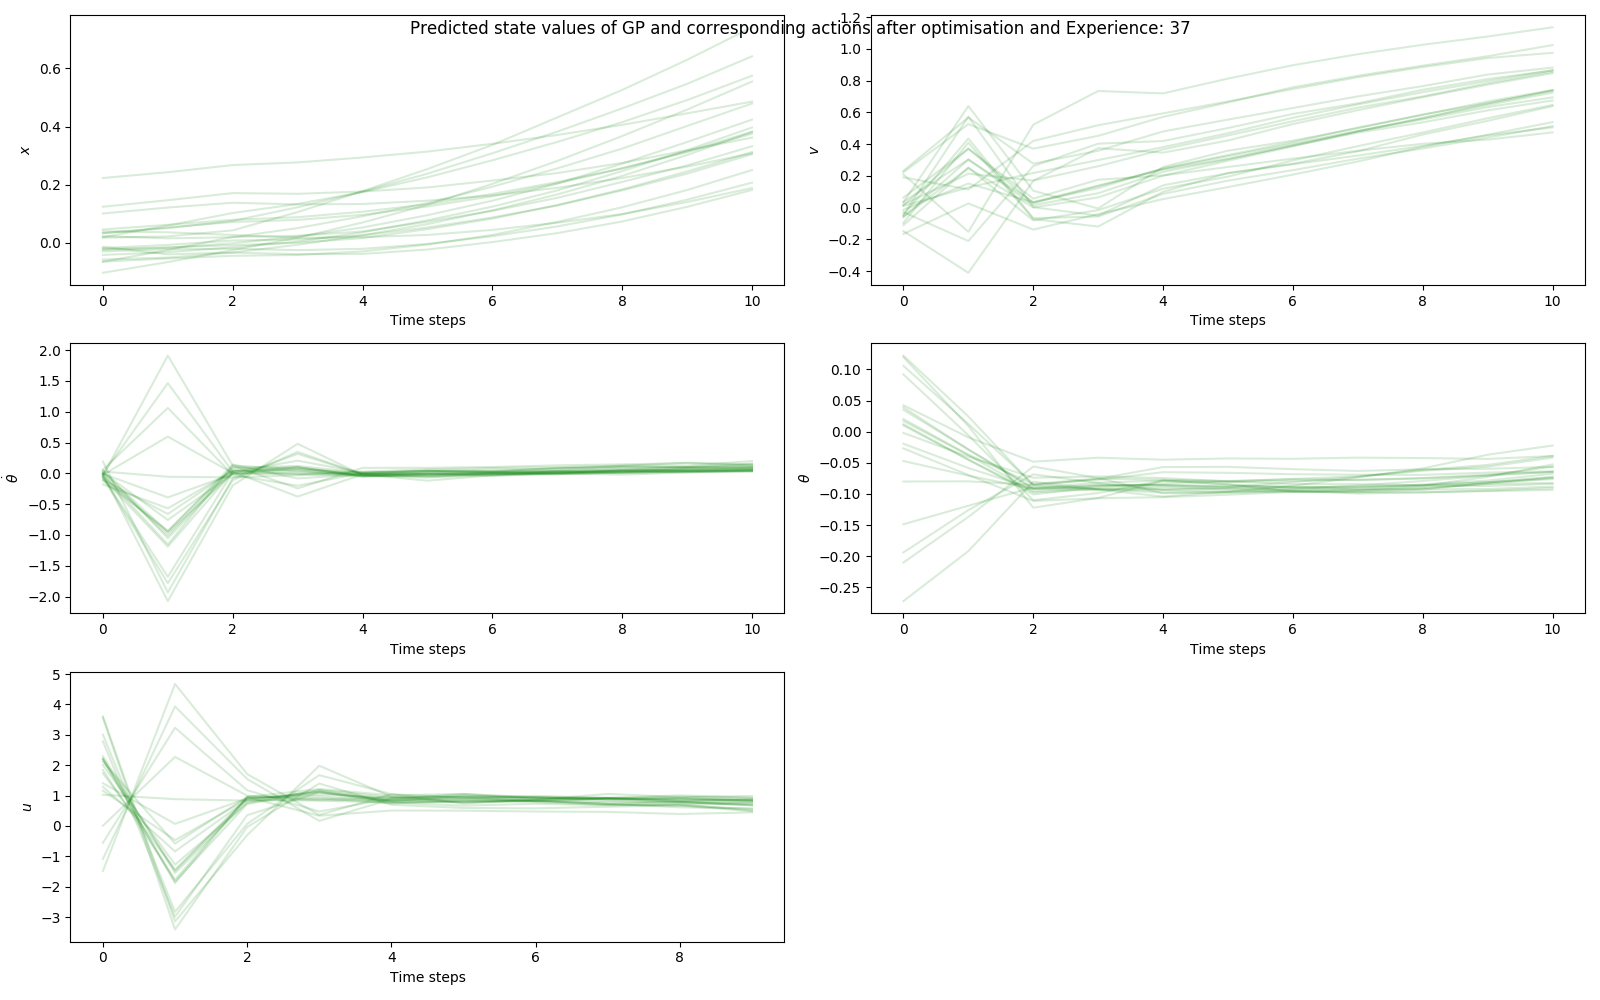 Predicted state values of GP and corresponding actions after optimisation and Experience: 37
x
0.6
0.4
0.2
0.0
0 2 4 6 8 10
Time steps
v
1.2
1.0
0.8
0.6
0.4
0.2
0.0
−0.2
−0.4
0 2 4 6 8 10
Time steps
θ̇
2.0
1.5
1.0
0.5
0.0
−0.5
−1.0
−1.5
−2.0
0 2 4 6 8 10
Time steps
θ
0.10
0.05
0.00
−0.05
−0.10
−0.15
−0.20
−0.25
0 2 4 6 8 10
Time steps
u
5
4
3
2
1
0
−1
−2
−3
0 2 4 6 8
Time steps